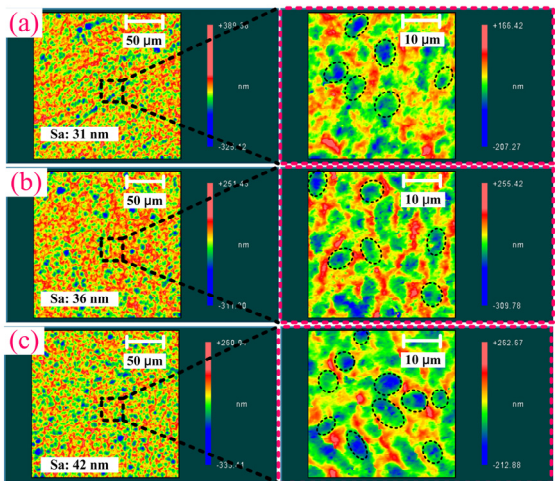 (a)
50 μm
nm
Sa: 31 nm
10 μm
+166.42
nm
-207.27
(b)
50 μm
nm
Sa: 36 nm
10 μm
+255.42
nm
-309.78
(c)
50 μm
nm
Sa: 42 nm
10 μm
+262.67
nm
-212.88